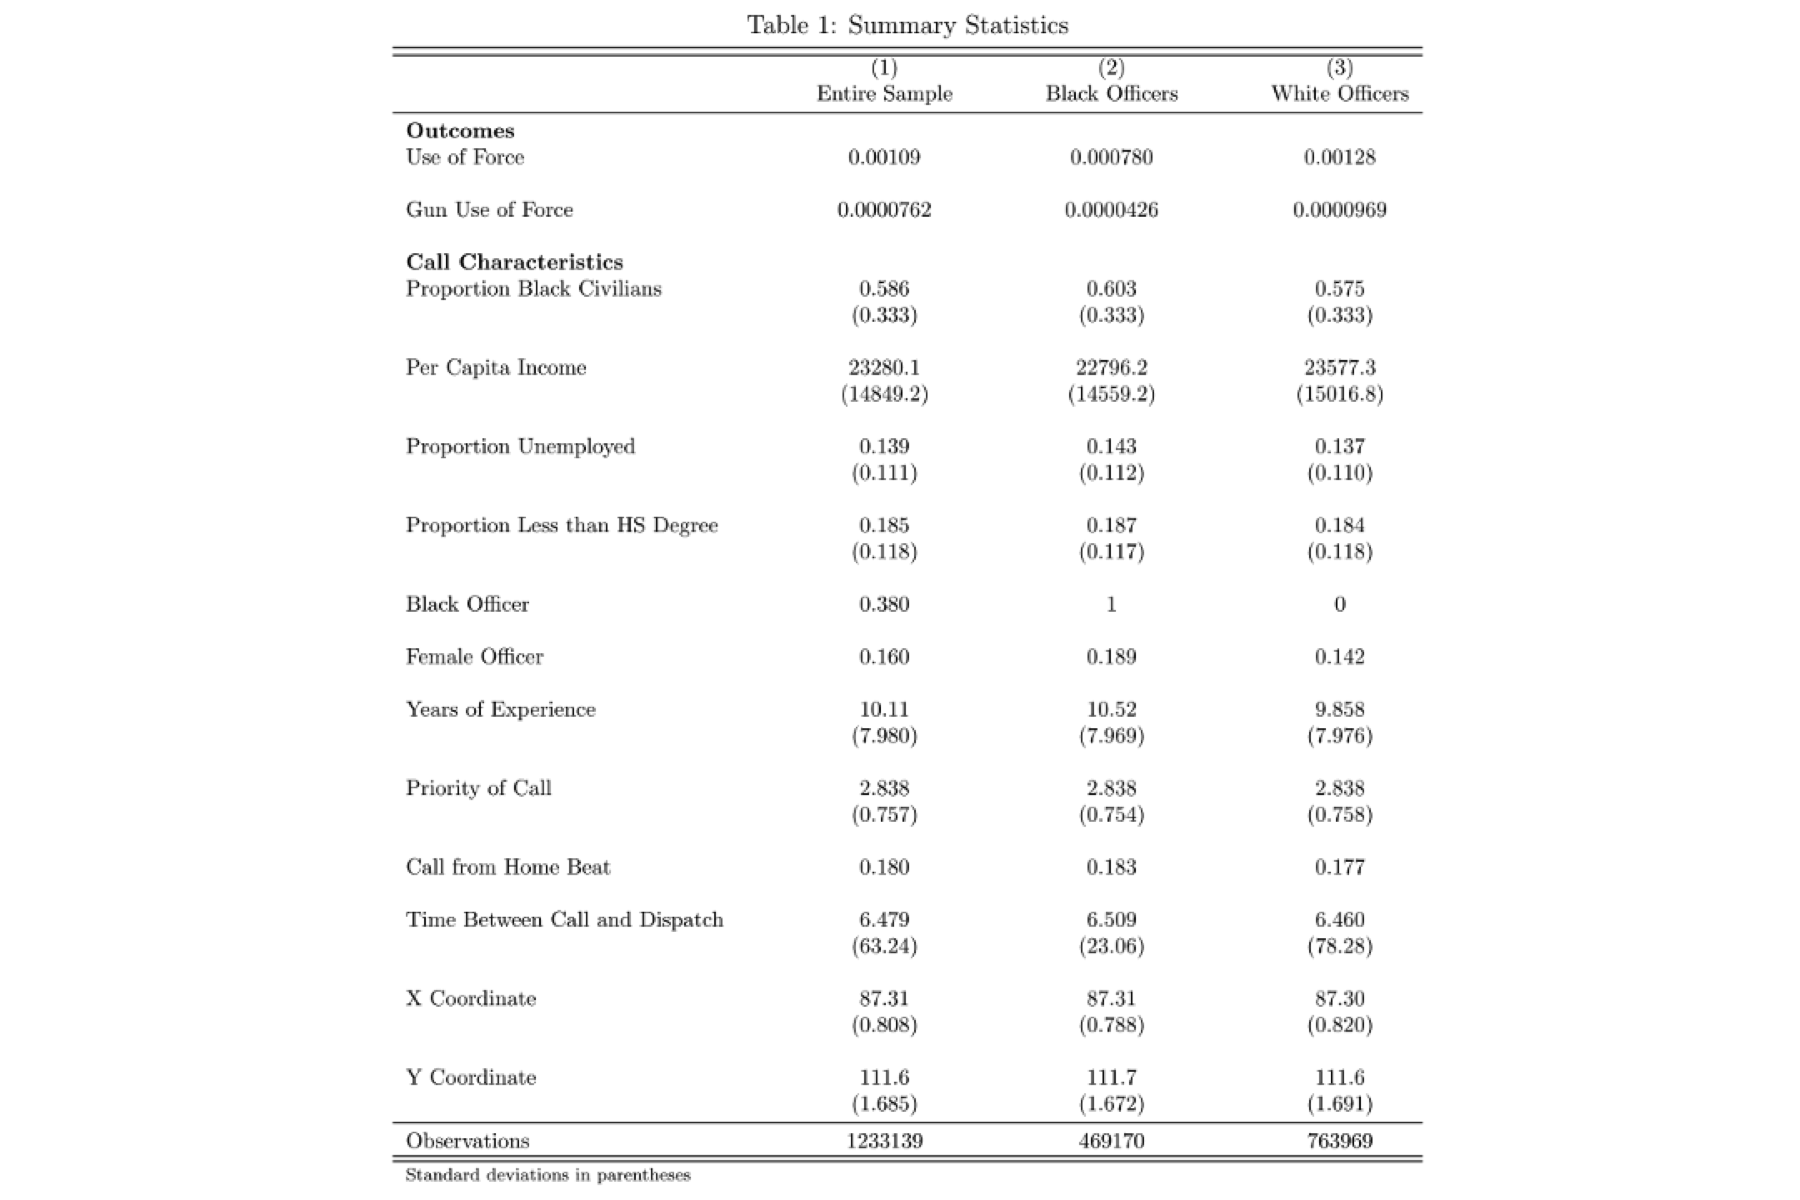 Table 1: Summary Statistics
(1) (2) (3)
Entire Sample Black Officers White Officers
Outcomes
Use of Force 0.00109 0.000780 0.00128
Gun Use of Force 0.0000762 0.0000426 0.0000969
Call Characteristics
Proportion Black Civilians 0.586 0.603 0.575
(0.333) (0.333) (0.333)
Per Capita Income 23280.1 22796.2 23577.3
(14849.2) (14559.2) (15016.8)
Proportion Unemployed 0.139 0.143 0.137
(0.111) (0.112) (0.110)
Proportion Less than HS Degree 0.185 0.187 0.184
(0.118) (0.117) (0.118)
Black Officer 0.380 1 0
Female Officer 0.160 0.189 0.142
Years of Experience 10.11 10.52 9.858
(7.980) (7.969) (7.976)
Priority of Call 2.838 2.838 2.838
(0.757) (0.754) (0.758)
Call from Home Beat 0.180 0.183 0.177
Time Between Call and Dispatch 6.479 6.509 6.460
(63.24) (23.06) (78.28)
X Coordinate 87.31 87.31 87.30
(0.808) (0.788) (0.820)
Y Coordinate 111.6 111.7 111.6
(1.685) (1.672) (1.691)
Observations 1233139 469170 763969
Standard deviations in parentheses